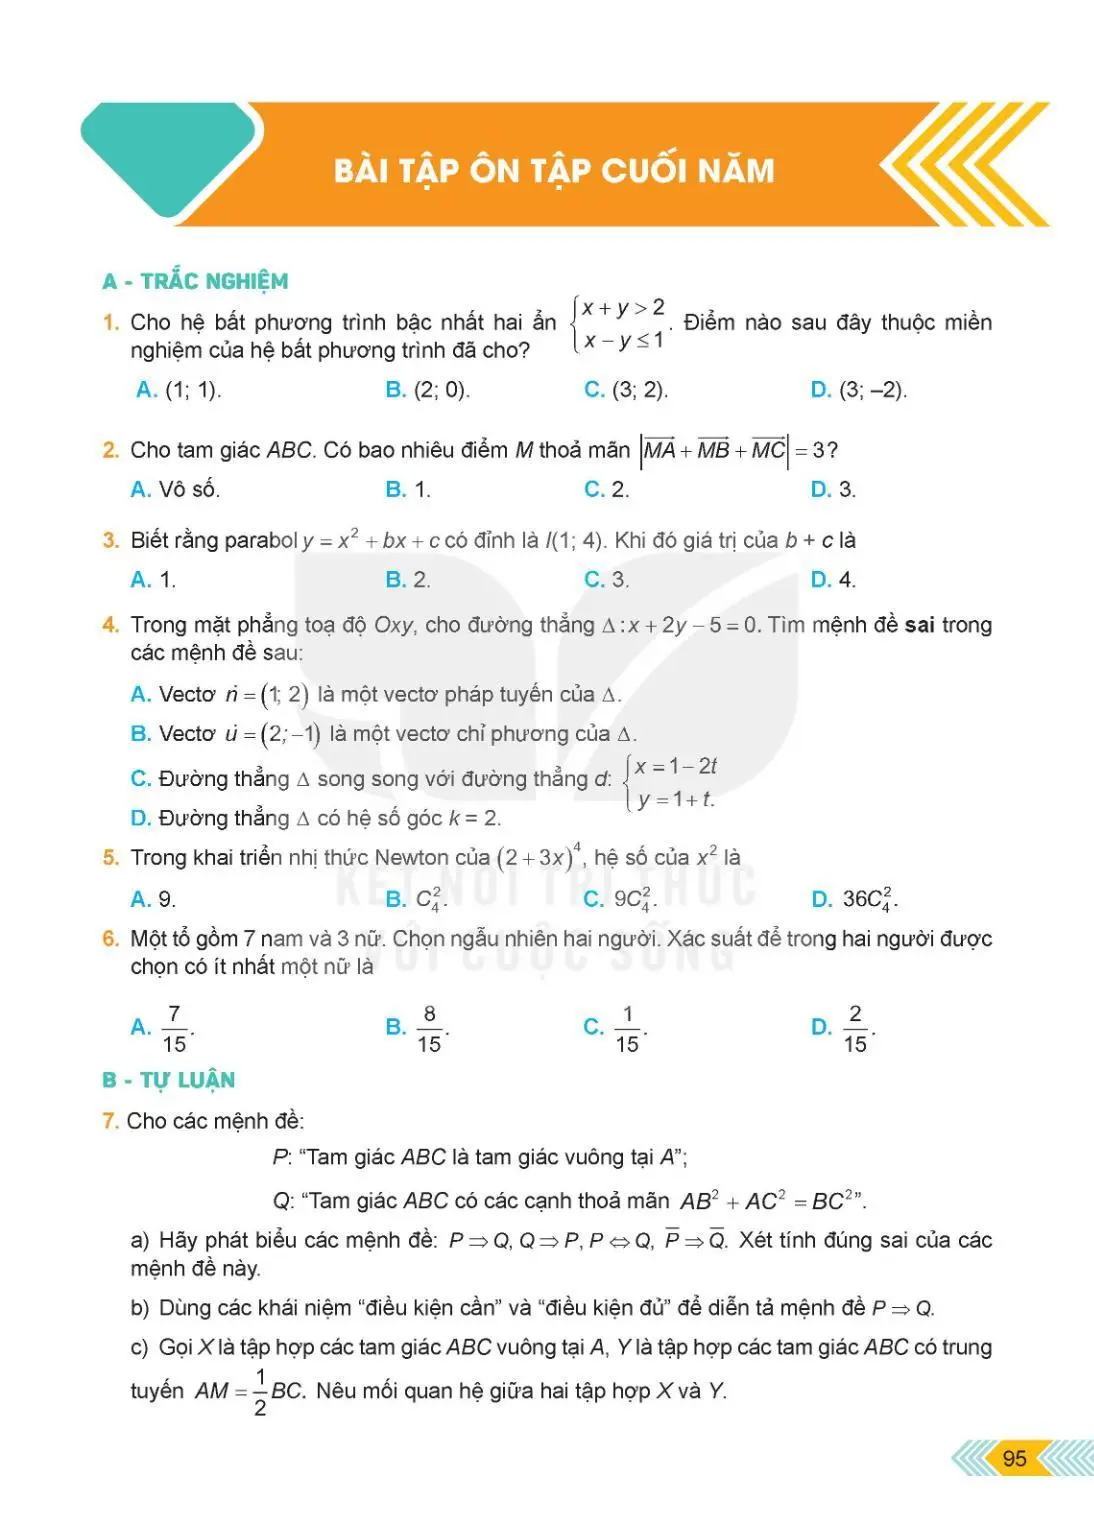 BÀI TẬP ÔN TẬP CUỐI NĂM
A - TRẮC NGHIỆM
1. Cho hệ bất phương trình bậc nhất hai ẩn { x + y > 2 ; x − y ≤ 1 . Điểm nào sau đây thuộc miền
nghiệm của hệ bất phương trình đã cho?
A. (1; 1). B. (2; 0). C. (3; 2). D. (3; –2).
2. Cho tam giác ABC. Có bao nhiêu điểm M thoả mãn |MA + MB + MC| = 3?
A. Vô số. B. 1. C. 2. D. 3.
3. Biết rằng parabol y = x² + bx + c có đỉnh là I(1; 4). Khi đó giá trị của b + c là
A. 1. B. 2. C. 3. D. 4.
4. Trong mặt phẳng toạ độ Oxy, cho đường thẳng Δ : x + 2y − 5 = 0. Tìm mệnh đề sai trong
các mệnh đề sau:
A. Vectơ n = (1; 2) là một vectơ pháp tuyến của Δ.
B. Vectơ u = (2; −1) là một vectơ chỉ phương của Δ.
C. Đường thẳng Δ song song với đường thẳng d: { x = 1 − 2t ; y = 1 + t.
D. Đường thẳng Δ có hệ số góc k = 2.
5. Trong khai triển nhị thức Newton của (2 + 3x)⁴, hệ số của x² là
A. 9. B. C₄². C. 9C₄². D. 36C₄².
6. Một tổ gồm 7 nam và 3 nữ. Chọn ngẫu nhiên hai người. Xác suất để trong hai người được
chọn có ít nhất một nữ là
A. 7/15. B. 8/15. C. 1/15. D. 2/15.
B - TỰ LUẬN
7. Cho các mệnh đề:
P: “Tam giác ABC là tam giác vuông tại A”;
Q: “Tam giác ABC có các cạnh thoả mãn AB² + AC² = BC²”.
a) Hãy phát biểu các mệnh đề: P ⇒ Q, Q ⇒ P, P ⇔ Q, P̅ ⇒ Q̅. Xét tính đúng sai của các
mệnh đề này.
b) Dùng các khái niệm “điều kiện cần” và “điều kiện đủ” để diễn tả mệnh đề P ⇒ Q.
c) Gọi X là tập hợp các tam giác ABC vuông tại A, Y là tập hợp các tam giác ABC có trung
tuyến AM = 1/2 BC. Nêu mối quan hệ giữa hai tập hợp X và Y.
KẾT NỐI TRI THỨC
VỚI CUỘC SỐNG
95